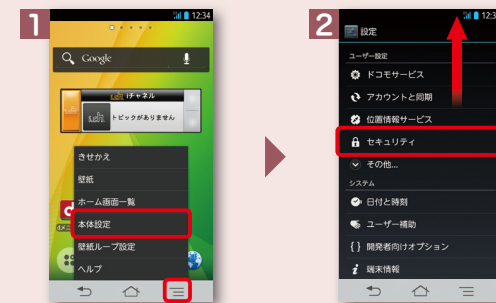 1
12:34
Google
iチャネル
トピックがありません
きせかえ
壁紙
ホーム画面一覧
本体設定
壁紙ループ設定
ヘルプ
2
12:3
設定
ユーザー設定
ドコモサービス
アカウントと同期
位置情報サービス
セキュリティ
その他...
システム
日付と時刻
ユーザー補助
{ } 開発者向けオプション
端末情報